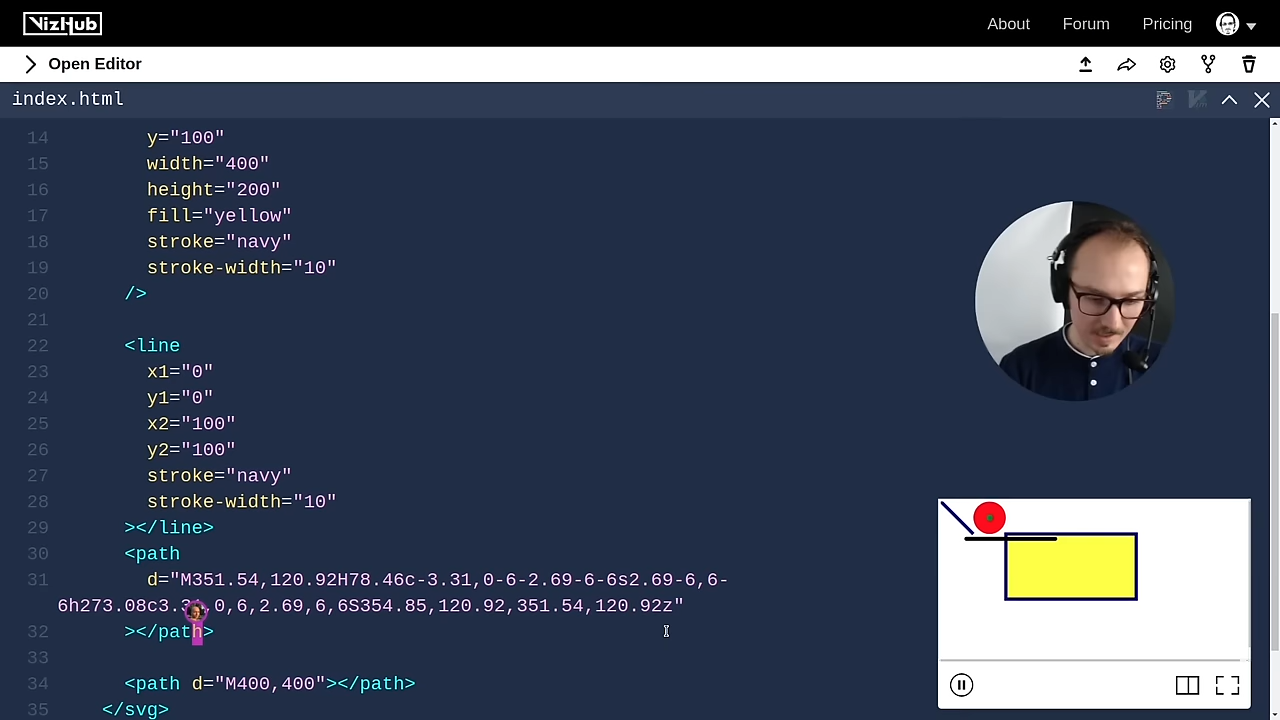 VizHub
About Forum Pricing
Open Editor
index.html
14 y="100"
15 width="400"
16 height="200"
17 fill="yellow"
18 stroke="navy"
19 stroke-width="10"
20 />
21
22 <line
23 x1="0"
24 y1="0"
25 x2="100"
26 y2="100"
27 stroke="navy"
28 stroke-width="10"
29 ></line>
30 <path
31 d="M351.54,120.92H78.46c-3.31,0-6-2.69-6-6s2.69-6,6-
6h273.08c3.31,0,6,2.69,6,6S354.85,120.92,351.54,120.92z"
32 ></path>
33
34 <path d="M400,400"></path>
35 </svg>